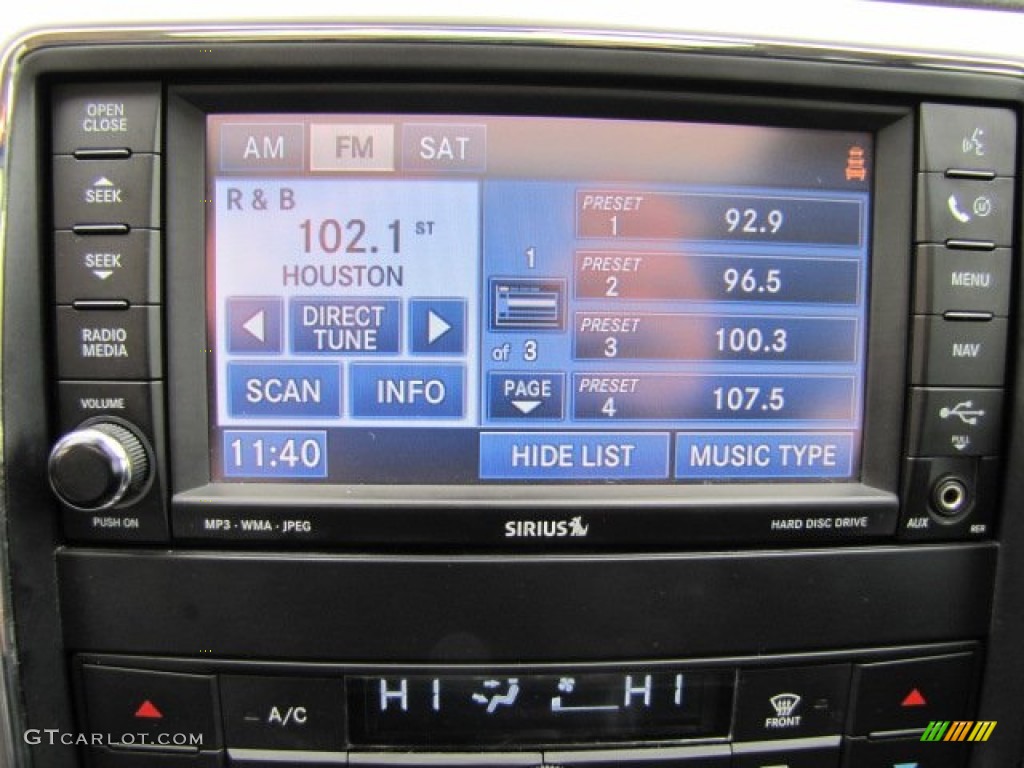 OPEN
CLOSE
SEEK
SEEK
RADIO
MEDIA
VOLUME
PUSH ON
AM FM SAT
R & B
102.1 ST
HOUSTON
DIRECT
TUNE
SCAN INFO
11:40
1
of 3
PAGE
PRESET
1 92.9
PRESET
2 96.5
PRESET
3 100.3
PRESET
4 107.5
HIDE LIST MUSIC TYPE
MENU
NAV
PULL
AUX
MP3 · WMA · JPEG SIRIUS HARD DISC DRIVE
A/C
HI HI
FRONT
GTCARLOT.COM